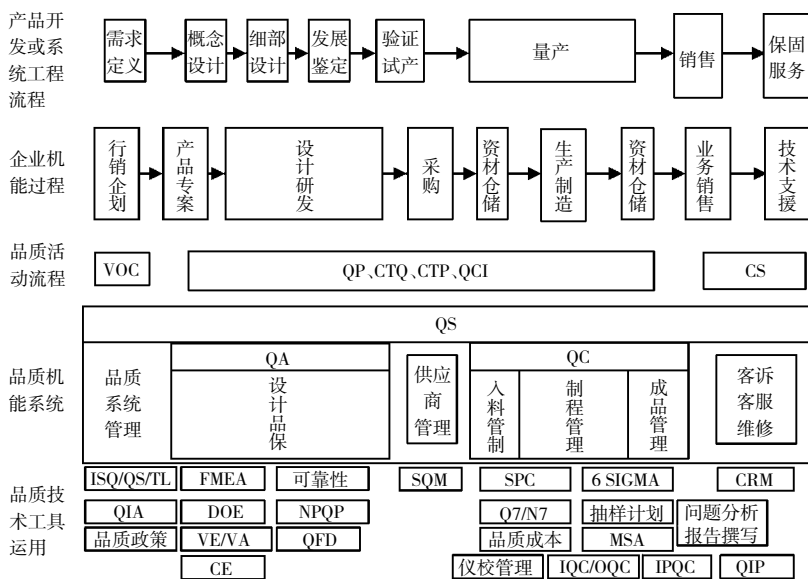 产品开
发或系
统工程
流程
需求
定义
概念
设计
细部
设计
发展
鉴定
验证
试产
量产
销售
保固
服务
企业机
能过程
行销企划
产品专案
设计研发
采购
资材仓储
生产制造
资材仓储
业务销售
技术支援
品质活
动流程
VOC
QP、CTQ、CTP、QCI
CS
QS
品质机
能系统
品质
系统
管理
QA
设计品保
供应
商
管理
QC
入料管制
制程管理
成品管理
客诉
客服
维修
品质技
术工具
运用
ISQ/QS/TL
FMEA
可靠性
SQM
SPC
6 SIGMA
CRM
QIA
DOE
NPQP
Q7/N7
抽样计划
问题分析
报告撰写
品质政策
VE/VA
QFD
品质成本
MSA
CE
仪校管理
IQC/OQC
IPQC
QIP